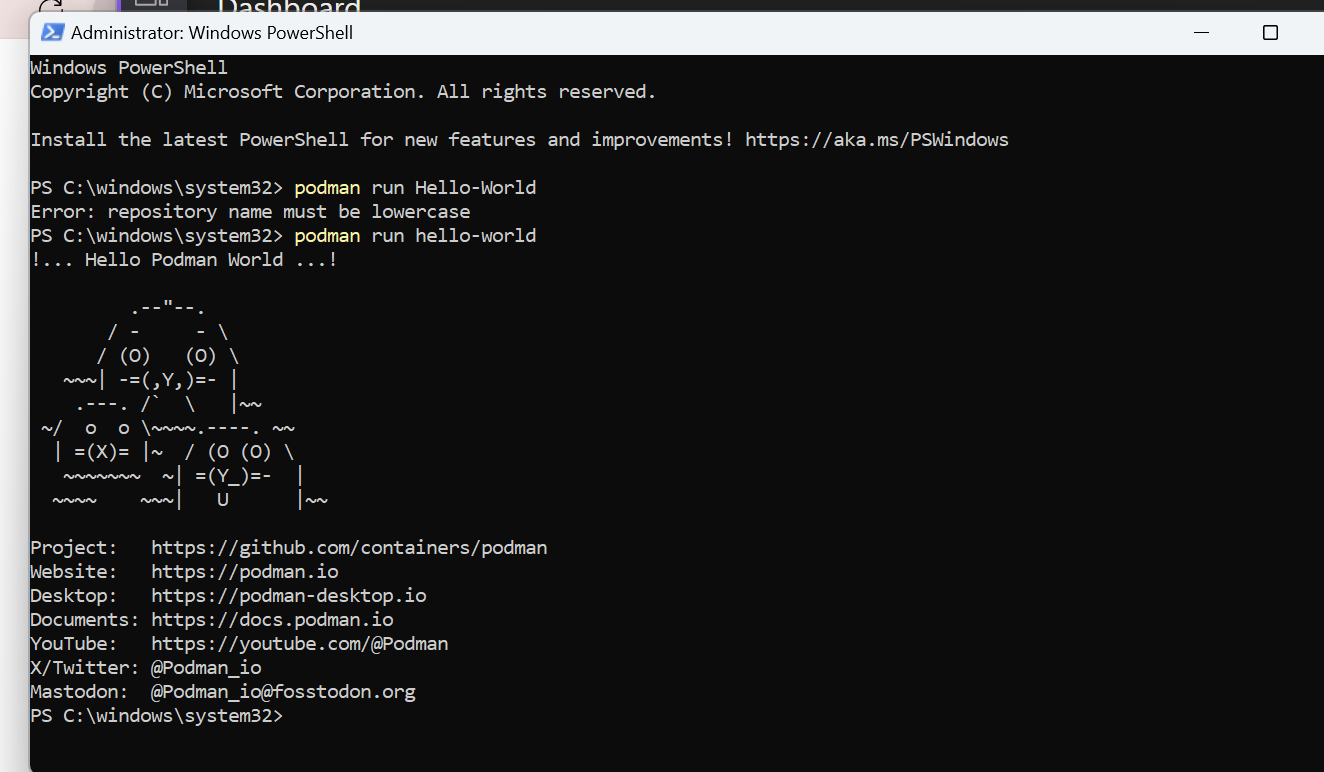 Dashboard
Administrator: Windows PowerShell
Windows PowerShell
Copyright (C) Microsoft Corporation. All rights reserved.
Install the latest PowerShell for new features and improvements! https://aka.ms/PSWindows
PS C:\windows\system32> podman run Hello-World
Error: repository name must be lowercase
PS C:\windows\system32> podman run hello-world
!... Hello Podman World ...!
         .--"--.
       / -     - \
      / (O)   (O) \
   ~~~| -=(,Y,)=- |
    .---. /`  \   |~~
 ~/  o  o \~~~~.----. ~~
  | =(X)= |~  / (O (O) \
   ~~~~~~~  ~| =(Y_)=-  |
  ~~~~    ~~~|   U      |~~
Project:   https://github.com/containers/podman
Website:   https://podman.io
Desktop:   https://podman-desktop.io
Documents: https://docs.podman.io
YouTube:   https://youtube.com/@Podman
X/Twitter: @Podman_io
Mastodon:  @Podman_io@fosstodon.org
PS C:\windows\system32>